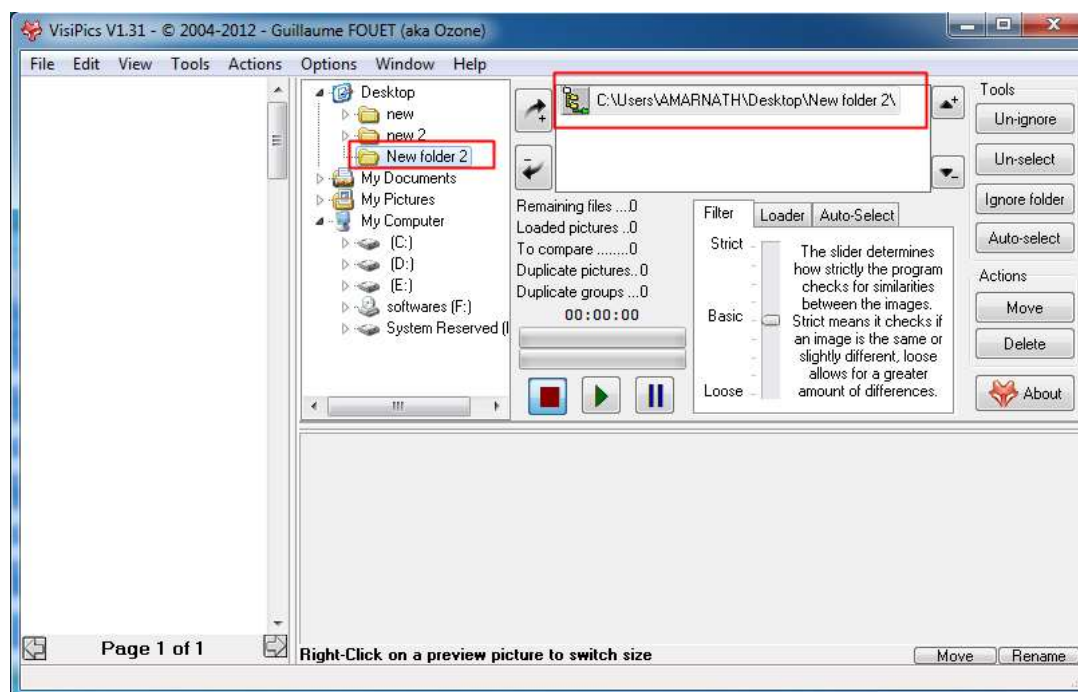 VisiPics V1.31 - © 2004-2012 - Guillaume FOUET (aka Ozone)
File Edit View Tools Actions Options Window Help
Desktop
new
new 2
New folder 2
My Documents
My Pictures
My Computer
(C:)
(D:)
(E:)
softwares (F:)
System Reserved (
C:\Users\AMARNATH\Desktop\New folder 2\
Remaining files ...0
Loaded pictures ..0
To compare ........0
Duplicate pictures..0
Duplicate groups ...0
00:00:00
Filter Loader Auto-Select
Strict
Basic
Loose
The slider determines
how strictly the program
checks for similarities
between the images.
Strict means it checks if
an image is the same or
slightly different, loose
allows for a greater
amount of differences.
Tools
Un-ignore
Un-select
Ignore folder
Auto-select
Actions
Move
Delete
About
Page 1 of 1
Right-Click on a preview picture to switch size
Move Rename